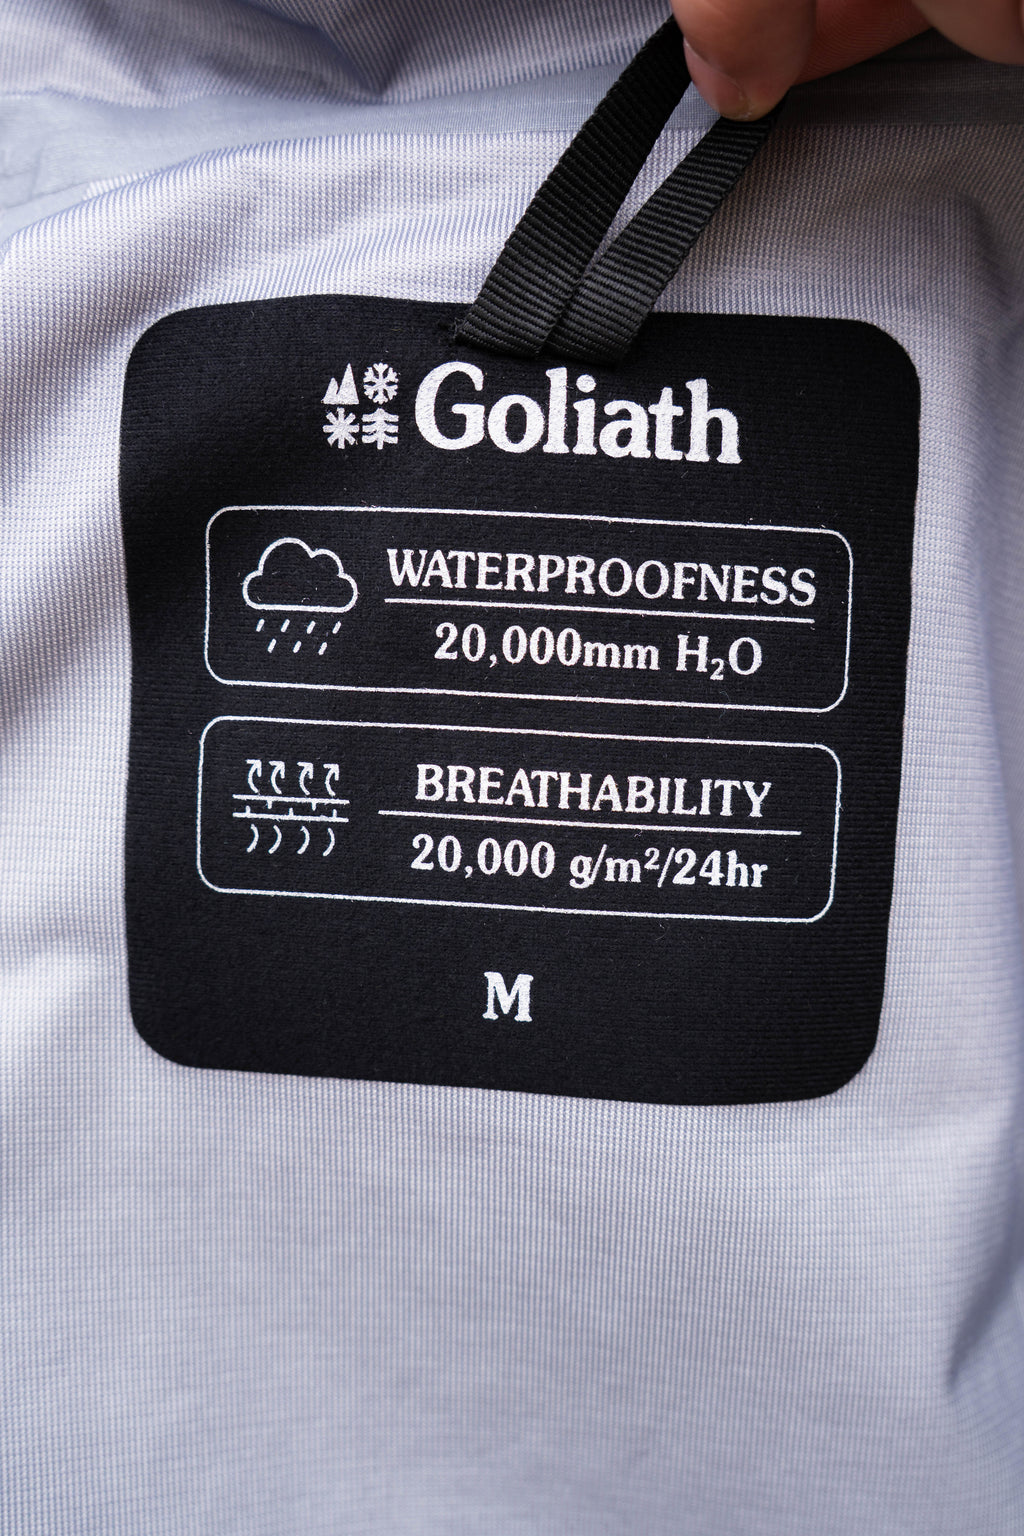 Goliath
WATERPROOFNESS
20,000mm H₂O
BREATHABILITY
20,000 g/m²/24hr
M